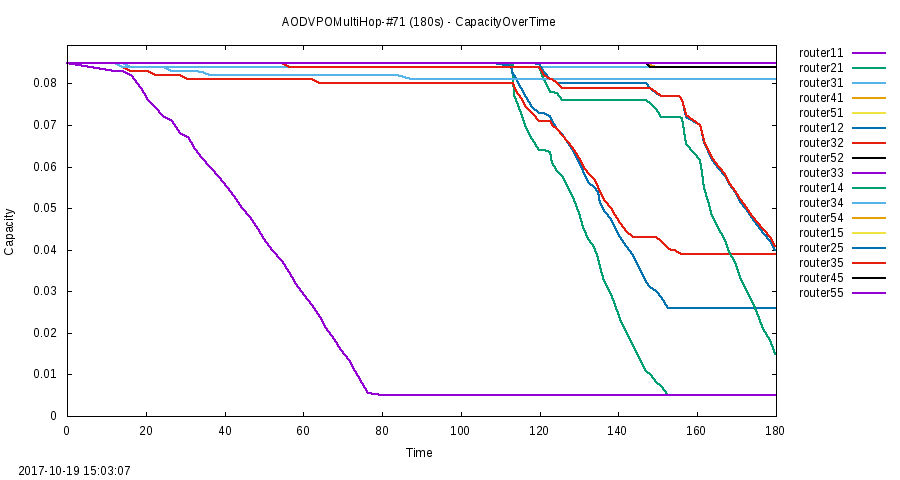 AODVPOMultiHop-#71 (180s) - CapacityOverTime
Capacity
0.08
0.07
0.06
0.05
0.04
0.03
0.02
0.01
0
0 20 40 60 80 100 120 140 160 180
Time
router11
router21
router31
router41
router51
router12
router32
router52
router33
router14
router34
router54
router15
router25
router35
router45
router55
2017-10-19 15:03:07